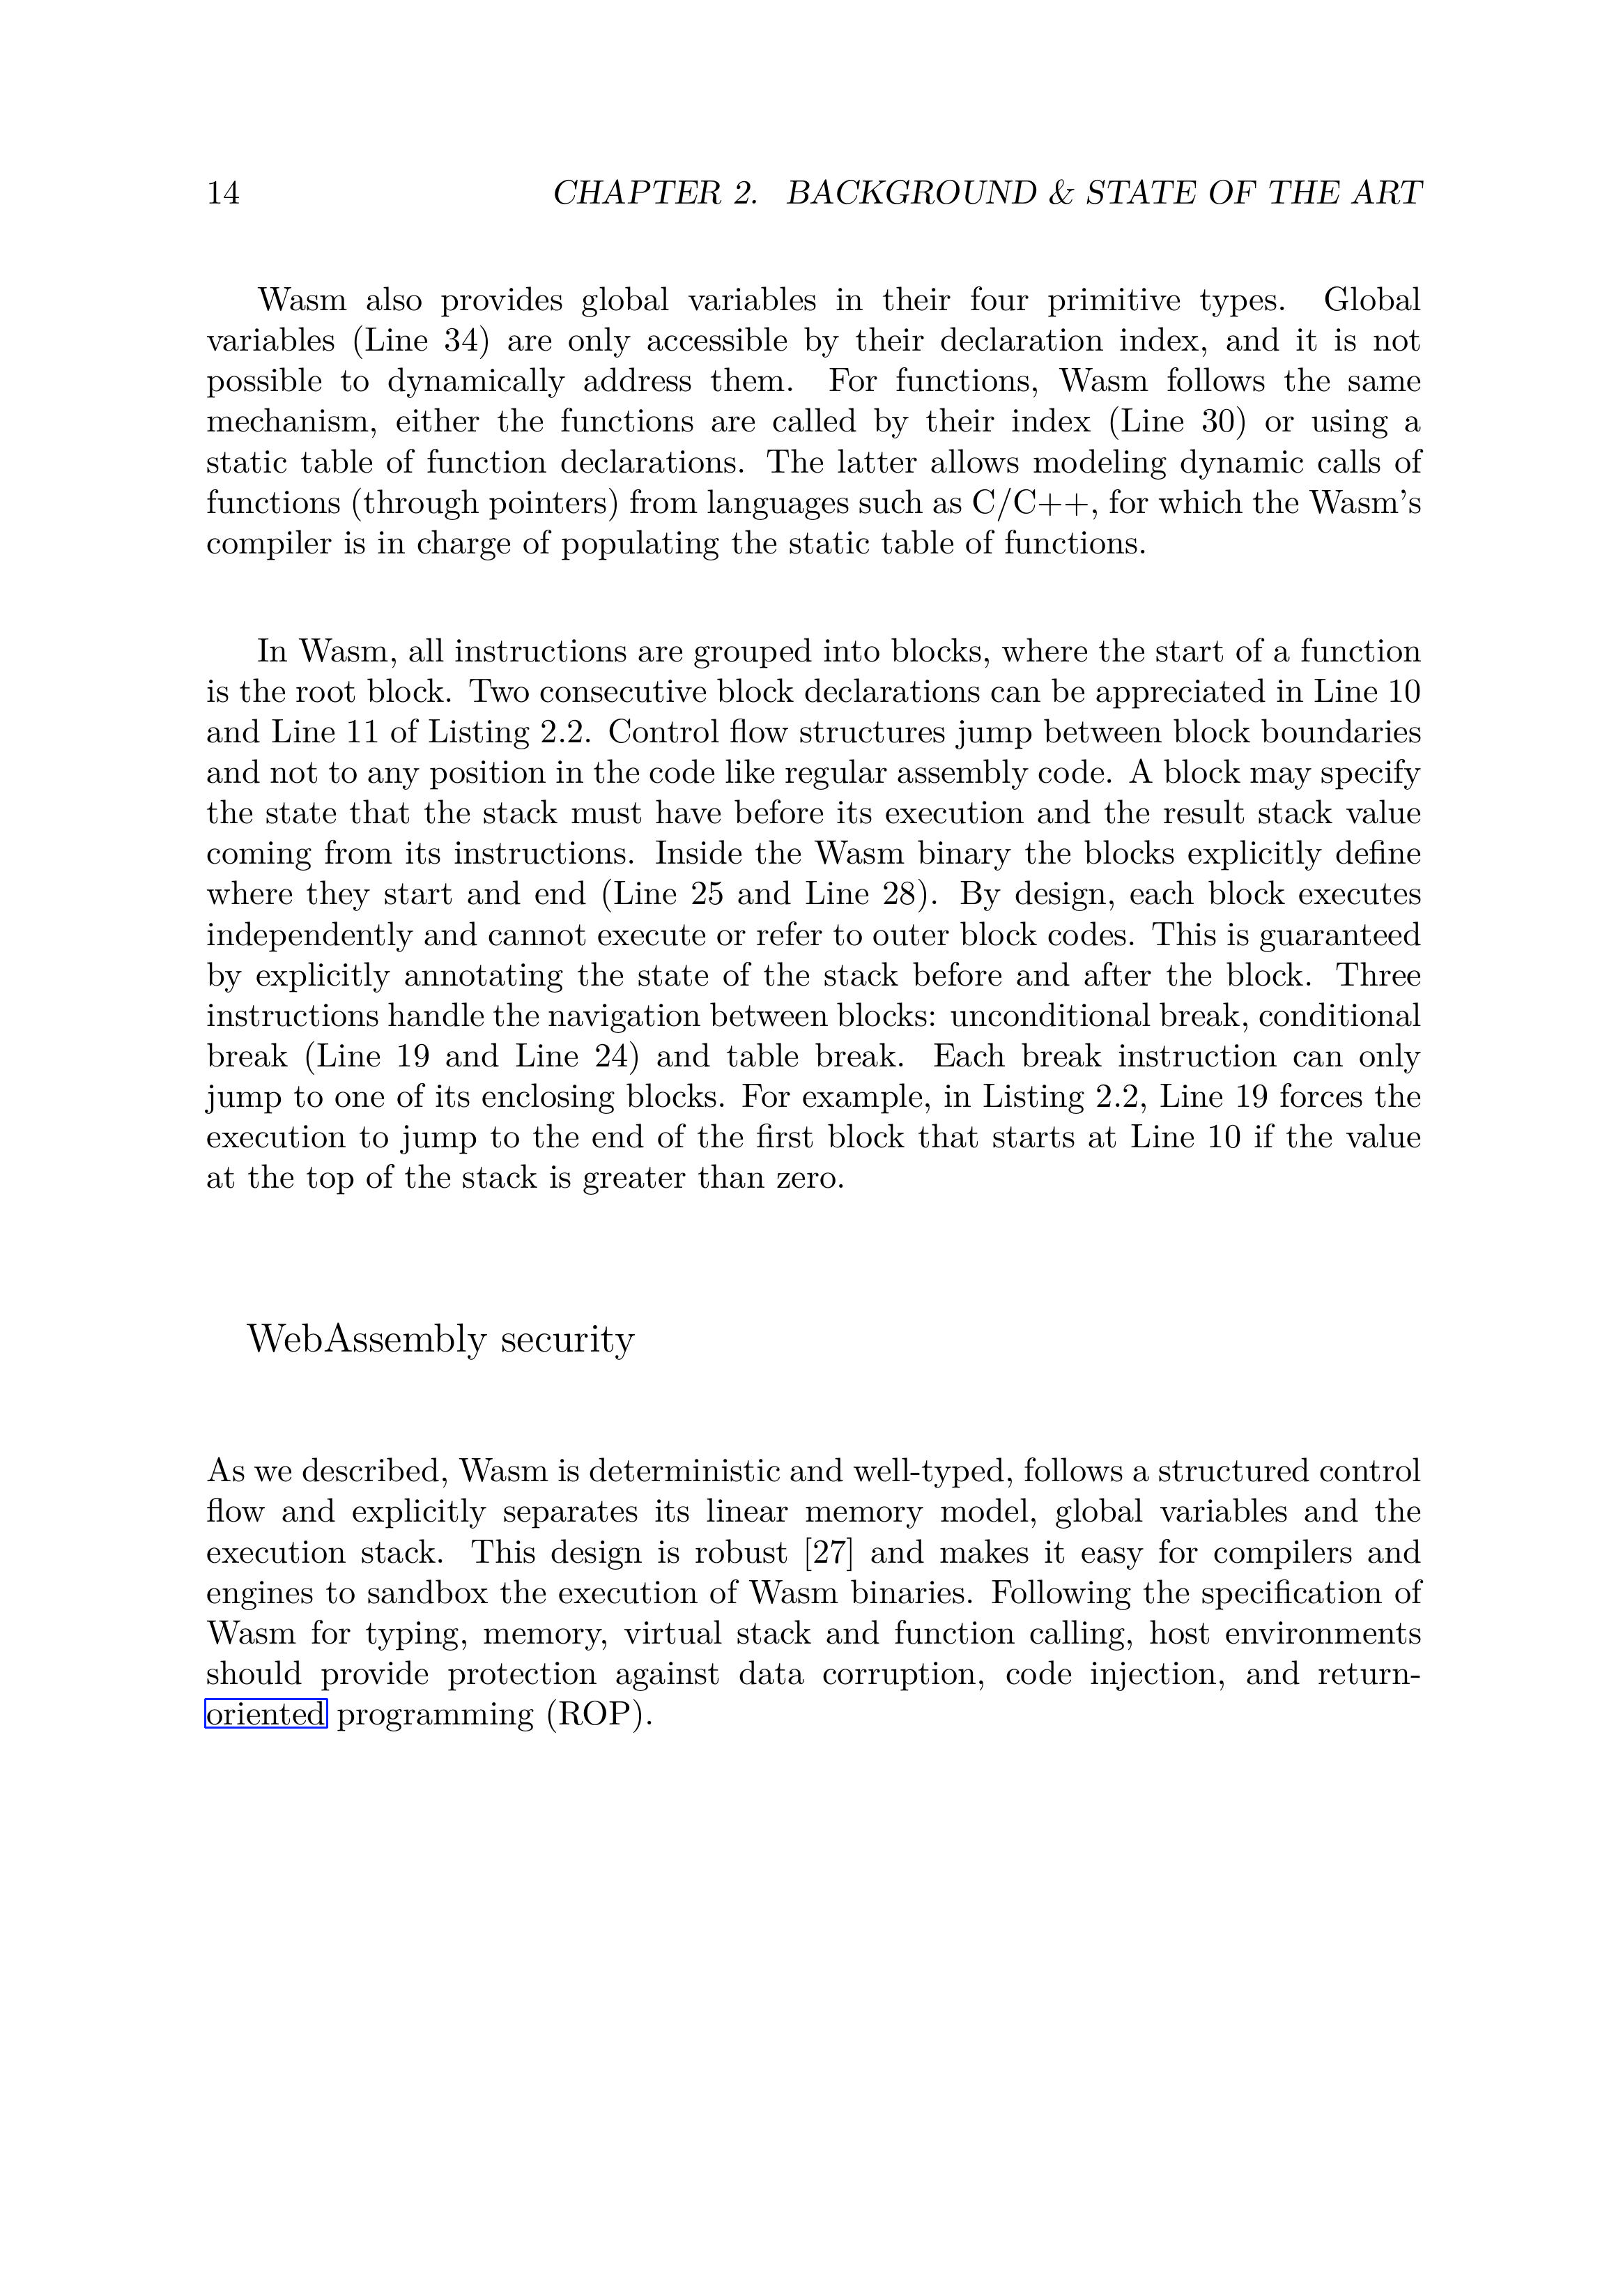 14 CHAPTER 2. BACKGROUND & STATE OF THE ART
Wasm also provides global variables in their four primitive types. Global
variables (Line 34) are only accessible by their declaration index, and it is not
possible to dynamically address them. For functions, Wasm follows the same
mechanism, either the functions are called by their index (Line 30) or using a
static table of function declarations. The latter allows modeling dynamic calls of
functions (through pointers) from languages such as C/C++, for which the Wasm's
compiler is in charge of populating the static table of functions.
In Wasm, all instructions are grouped into blocks, where the start of a function
is the root block. Two consecutive block declarations can be appreciated in Line 10
and Line 11 of Listing 2.2. Control flow structures jump between block boundaries
and not to any position in the code like regular assembly code. A block may specify
the state that the stack must have before its execution and the result stack value
coming from its instructions. Inside the Wasm binary the blocks explicitly define
where they start and end (Line 25 and Line 28). By design, each block executes
independently and cannot execute or refer to outer block codes. This is guaranteed
by explicitly annotating the state of the stack before and after the block. Three
instructions handle the navigation between blocks: unconditional break, conditional
break (Line 19 and Line 24) and table break. Each break instruction can only
jump to one of its enclosing blocks. For example, in Listing 2.2, Line 19 forces the
execution to jump to the end of the first block that starts at Line 10 if the value
at the top of the stack is greater than zero.
WebAssembly security
As we described, Wasm is deterministic and well-typed, follows a structured control
flow and explicitly separates its linear memory model, global variables and the
execution stack. This design is robust [27] and makes it easy for compilers and
engines to sandbox the execution of Wasm binaries. Following the specification of
Wasm for typing, memory, virtual stack and function calling, host environments
should provide protection against data corruption, code injection, and return-
oriented programming (ROP).